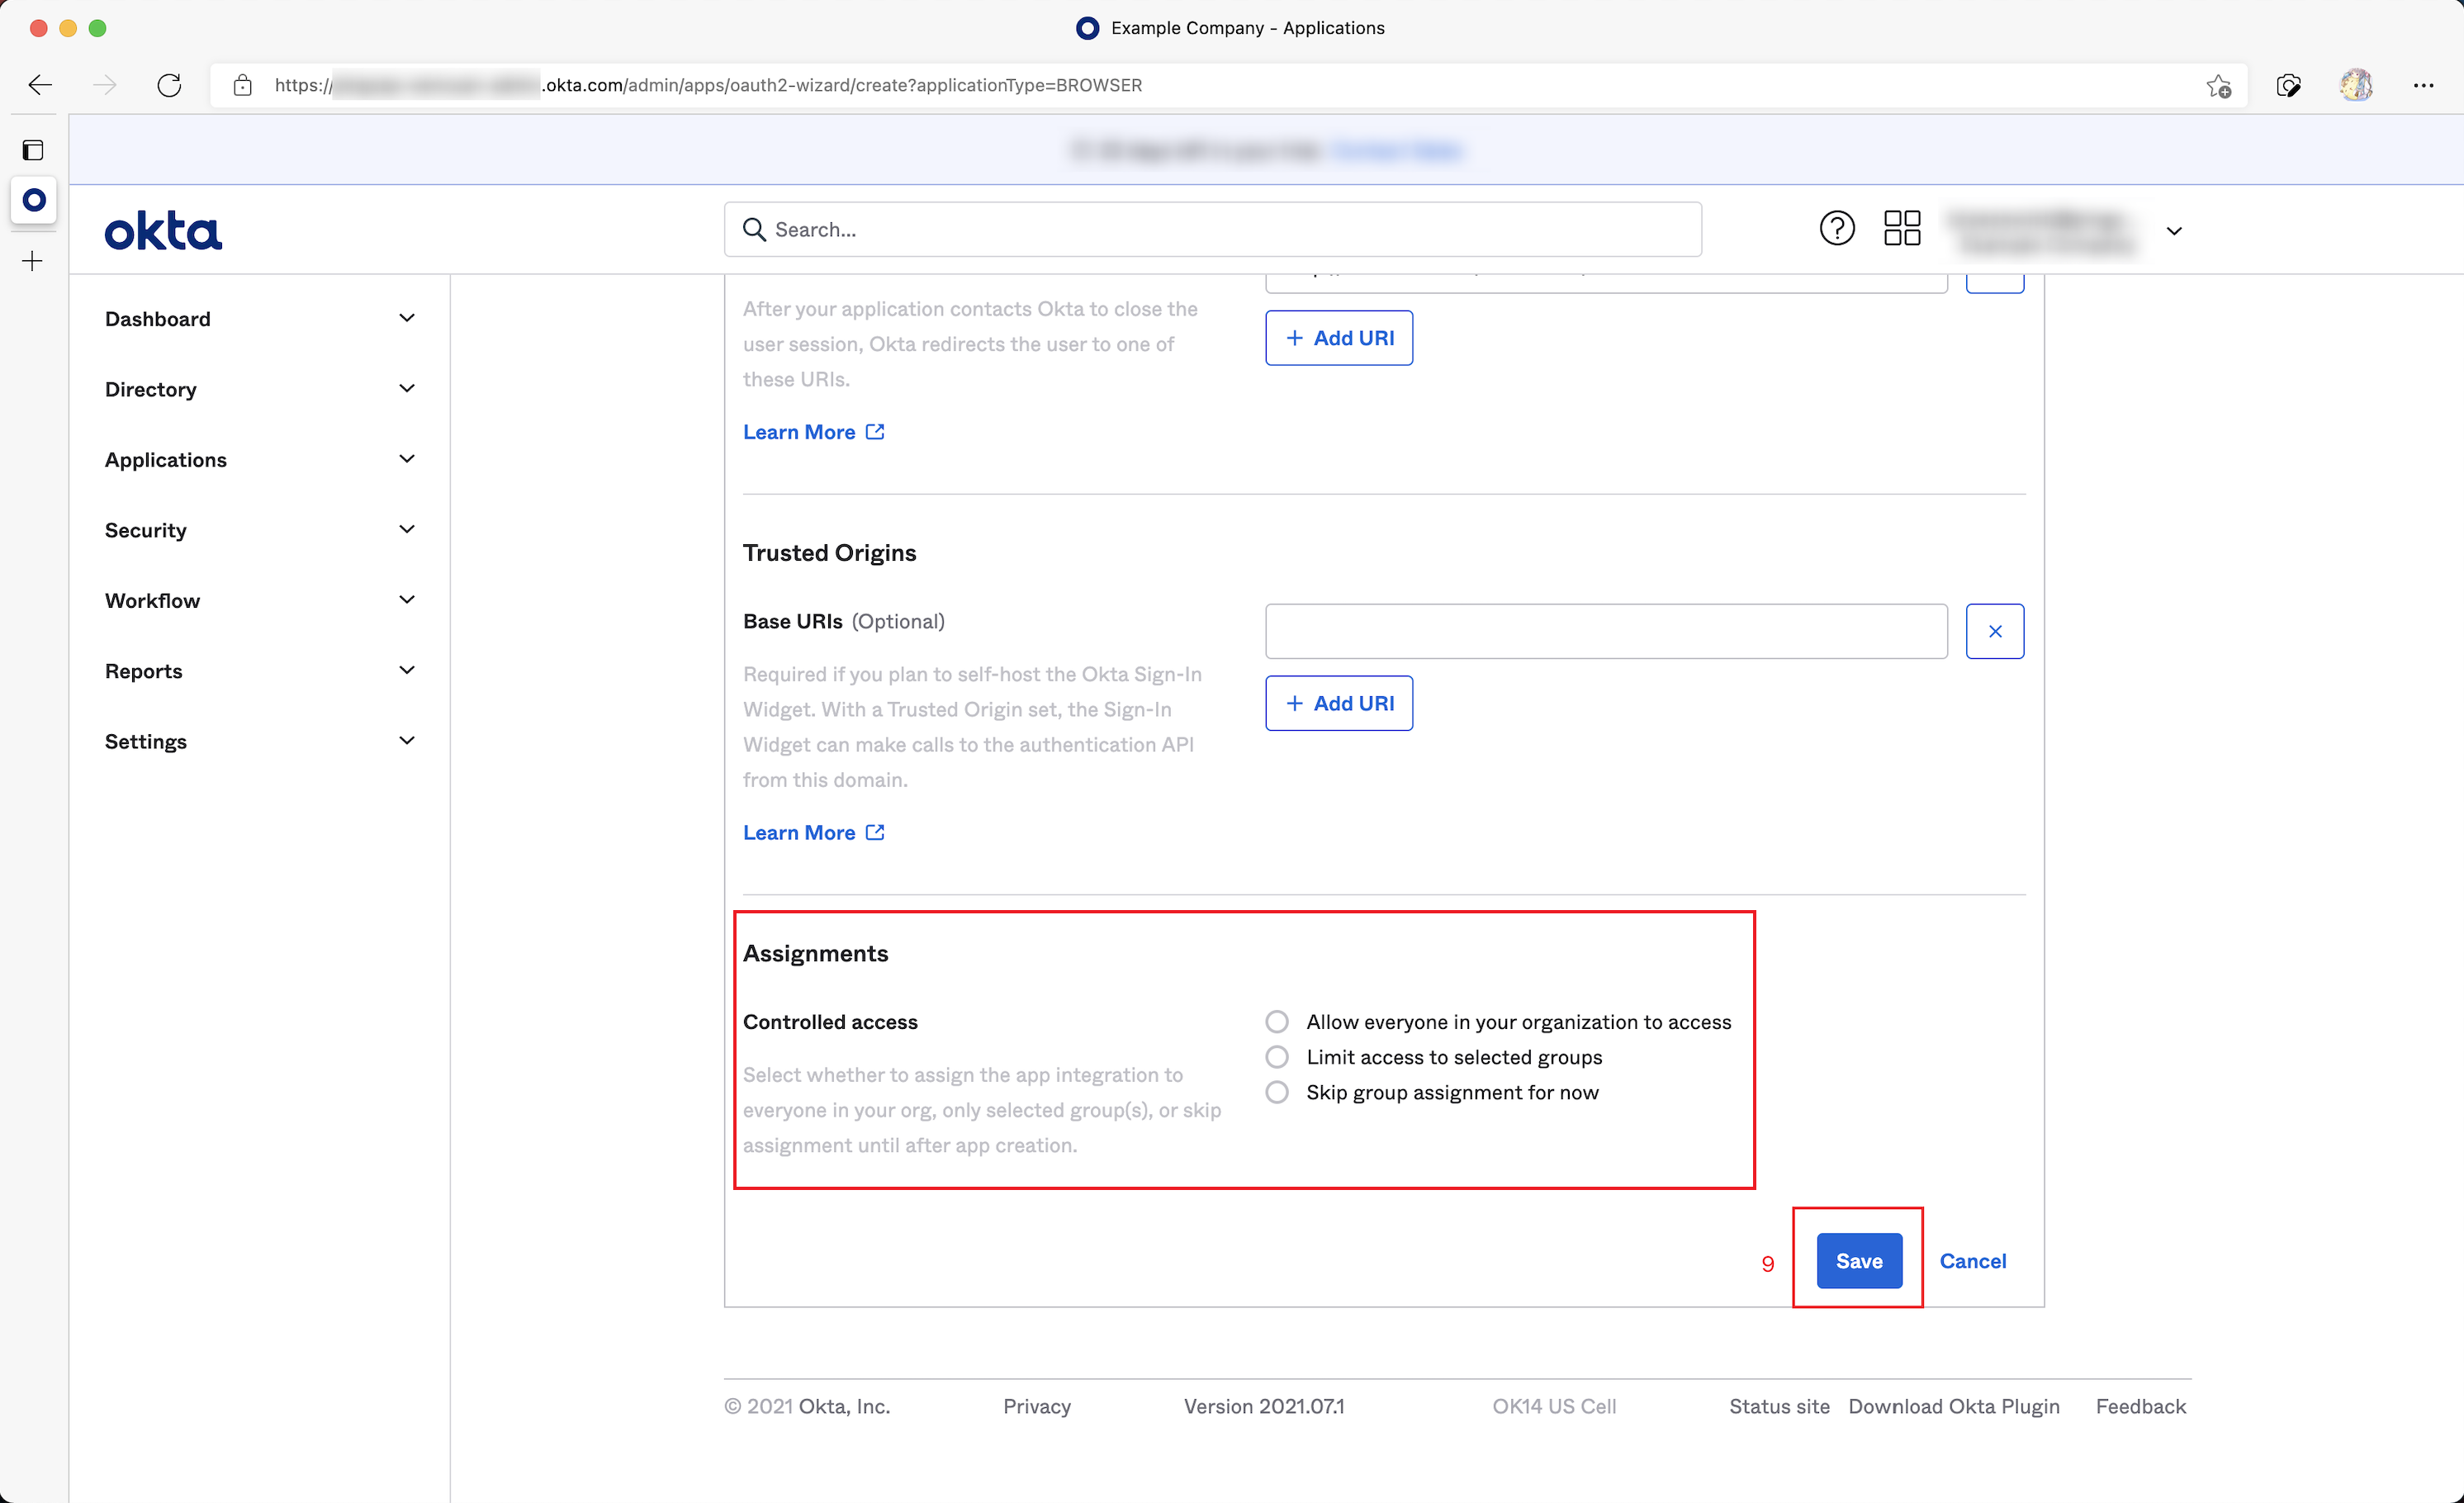 Example Company - Applications
https:// .okta.com/admin/apps/oauth2-wizard/create?applicationType=BROWSER
okta
Search...
Dashboard
Directory
Applications
Security
Workflow
Reports
Settings
After your application contacts Okta to close the
user session, Okta redirects the user to one of
these URIs.
+ Add URI
Learn More
Trusted Origins
Base URIs (Optional)
Required if you plan to self-host the Okta Sign-In
Widget. With a Trusted Origin set, the Sign-In
Widget can make calls to the authentication API
from this domain.
+ Add URI
Learn More
Assignments
Controlled access
Select whether to assign the app integration to
everyone in your org, only selected group(s), or skip
assignment until after app creation.
Allow everyone in your organization to access
Limit access to selected groups
Skip group assignment for now
9
Save
Cancel
© 2021 Okta, Inc.
Privacy
Version 2021.07.1
OK14 US Cell
Status site
Download Okta Plugin
Feedback